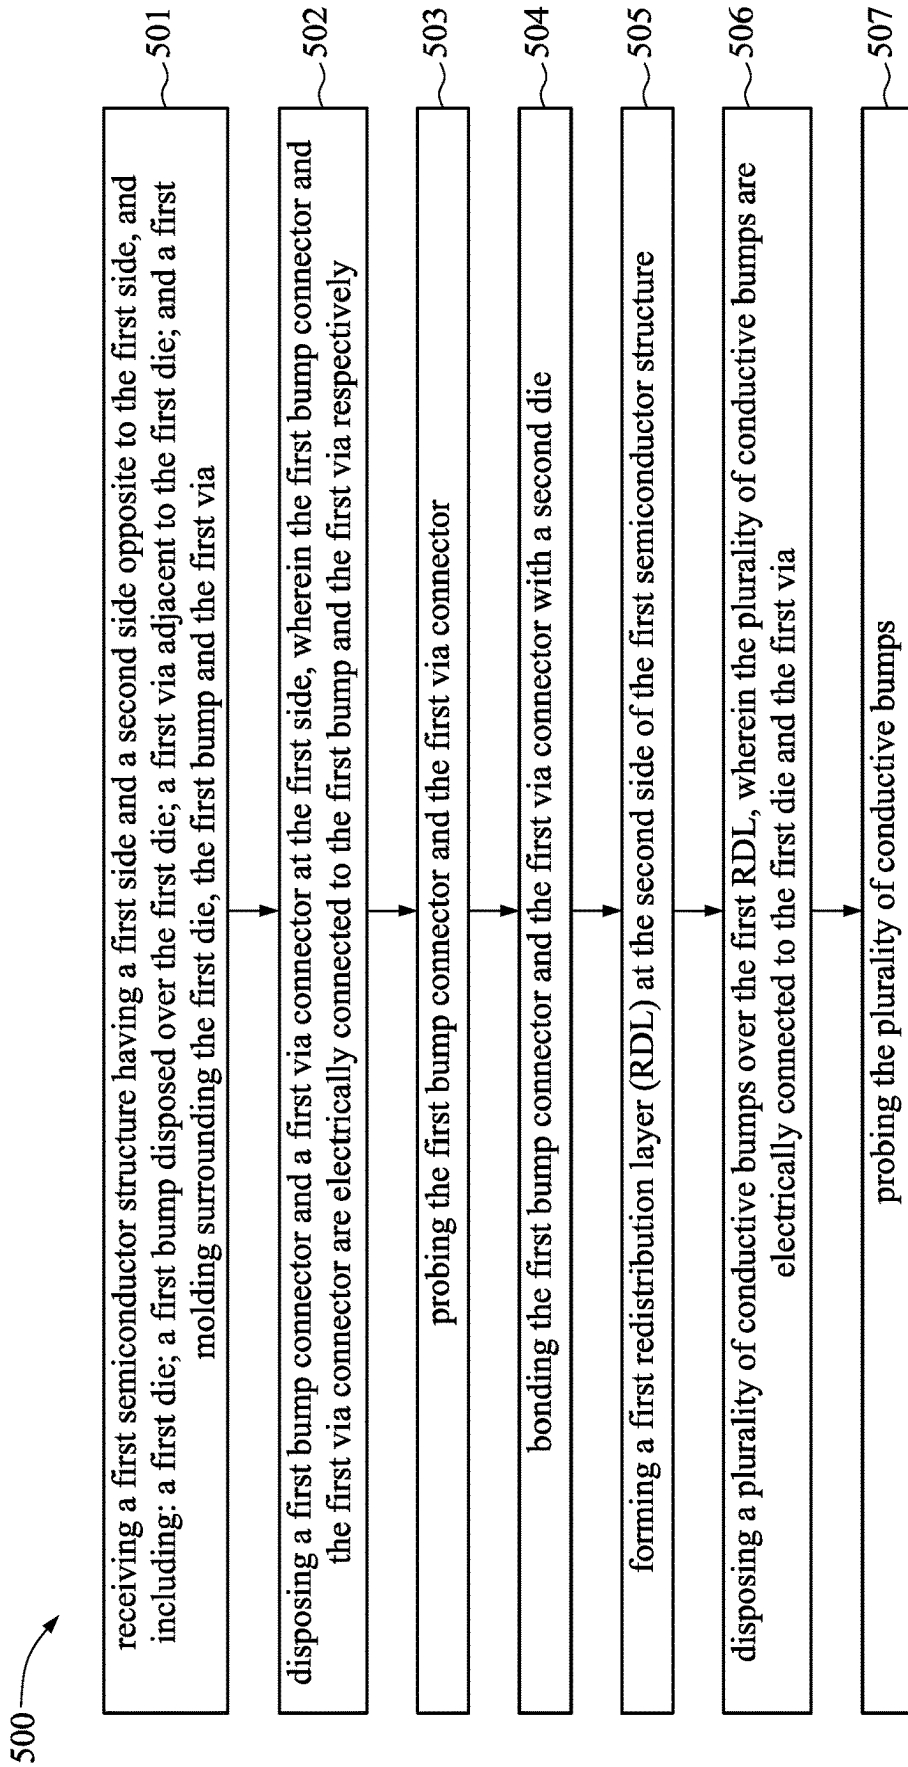 500
receiving a first semiconductor structure having a first side and a second side opposite to the first side, and
including: a first die; a first bump disposed over the first die; a first via adjacent to the first die; and a first
molding surrounding the first die, the first bump and the first via
501
disposing a first bump connector and a first via connector at the first side, wherein the first bump connector and
the first via connector are electrically connected to the first bump and the first via respectively
502
probing the first bump connector and the first via connector
503
bonding the first bump connector and the first via connector with a second die
504
forming a first redistribution layer (RDL) at the second side of the first semiconductor structure
505
disposing a plurality of conductive bumps over the first RDL, wherein the plurality of conductive bumps are
electrically connected to the first die and the first via
506
probing the plurality of conductive bumps
507